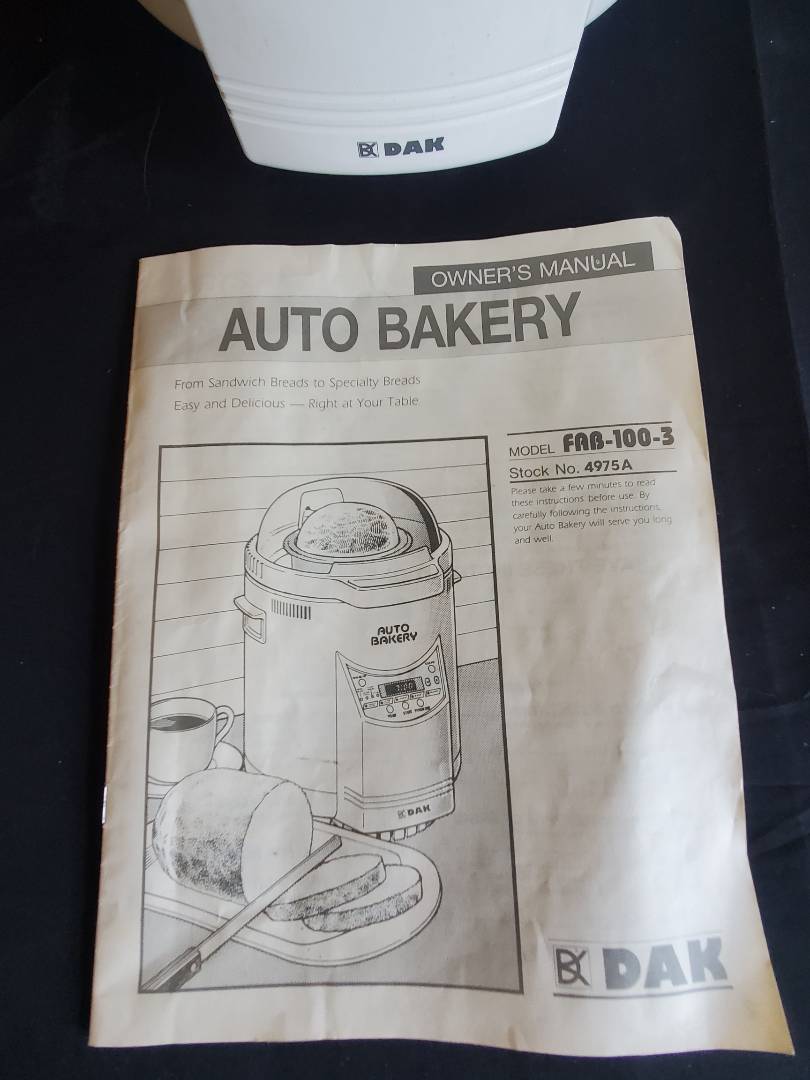 DAK
OWNER'S MANUAL
AUTO BAKERY
From Sandwich Breads to Specialty Breads
Easy and Delicious — Right at Your Table
MODEL FAB-100-3
Stock No. 4975A
Please take a few minutes to read
these instructions before use. By
carefully following the instructions,
your Auto Bakery will serve you long
and well.
AUTO
BAKERY
DAK
DAK